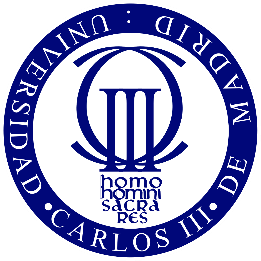 UNIVERSIDAD • CARLOS III • DE MADRID :
III
homo
homini
sacra
res